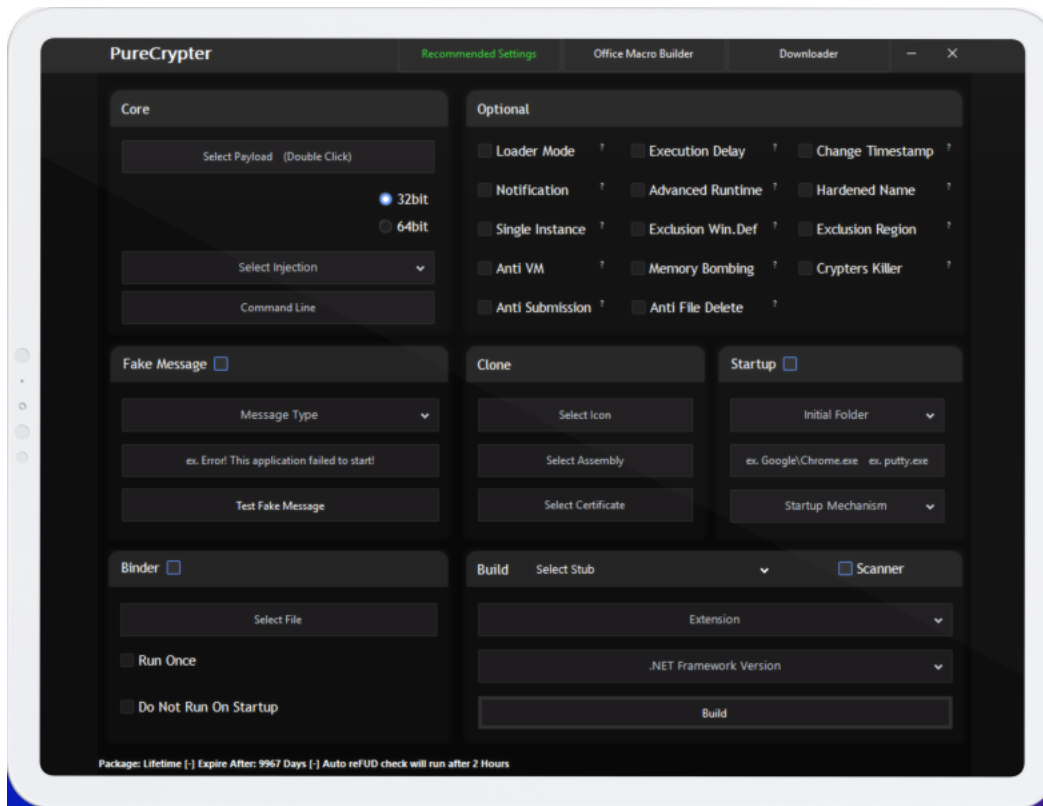 PureCrypter
Recommended Settings
Office Macro Builder
Downloader
Core
Select Payload (Double Click)
32bit
64bit
Select Injection
Command Line
Optional
Loader Mode ?
Execution Delay ?
Change Timestamp ?
Notification ?
Advanced Runtime ?
Hardened Name ?
Single Instance ?
Exclusion Win.Def ?
Exclusion Region ?
Anti VM ?
Memory Bombing ?
Crypters Killer ?
Anti Submission ?
Anti File Delete ?
Fake Message
Message Type
ex. Error! This application failed to start!
Test Fake Message
Clone
Select Icon
Select Assembly
Select Certificate
Startup
Initial Folder
ex. Google\Chrome.exe ex. putty.exe
Startup Mechanism
Binder
Select File
Run Once
Do Not Run On Startup
Build
Select Stub
Scanner
Extension
.NET Framework Version
Build
Package: Lifetime [-] Expire After: 9967 Days [-] Auto reFUD check will run after 2 Hours